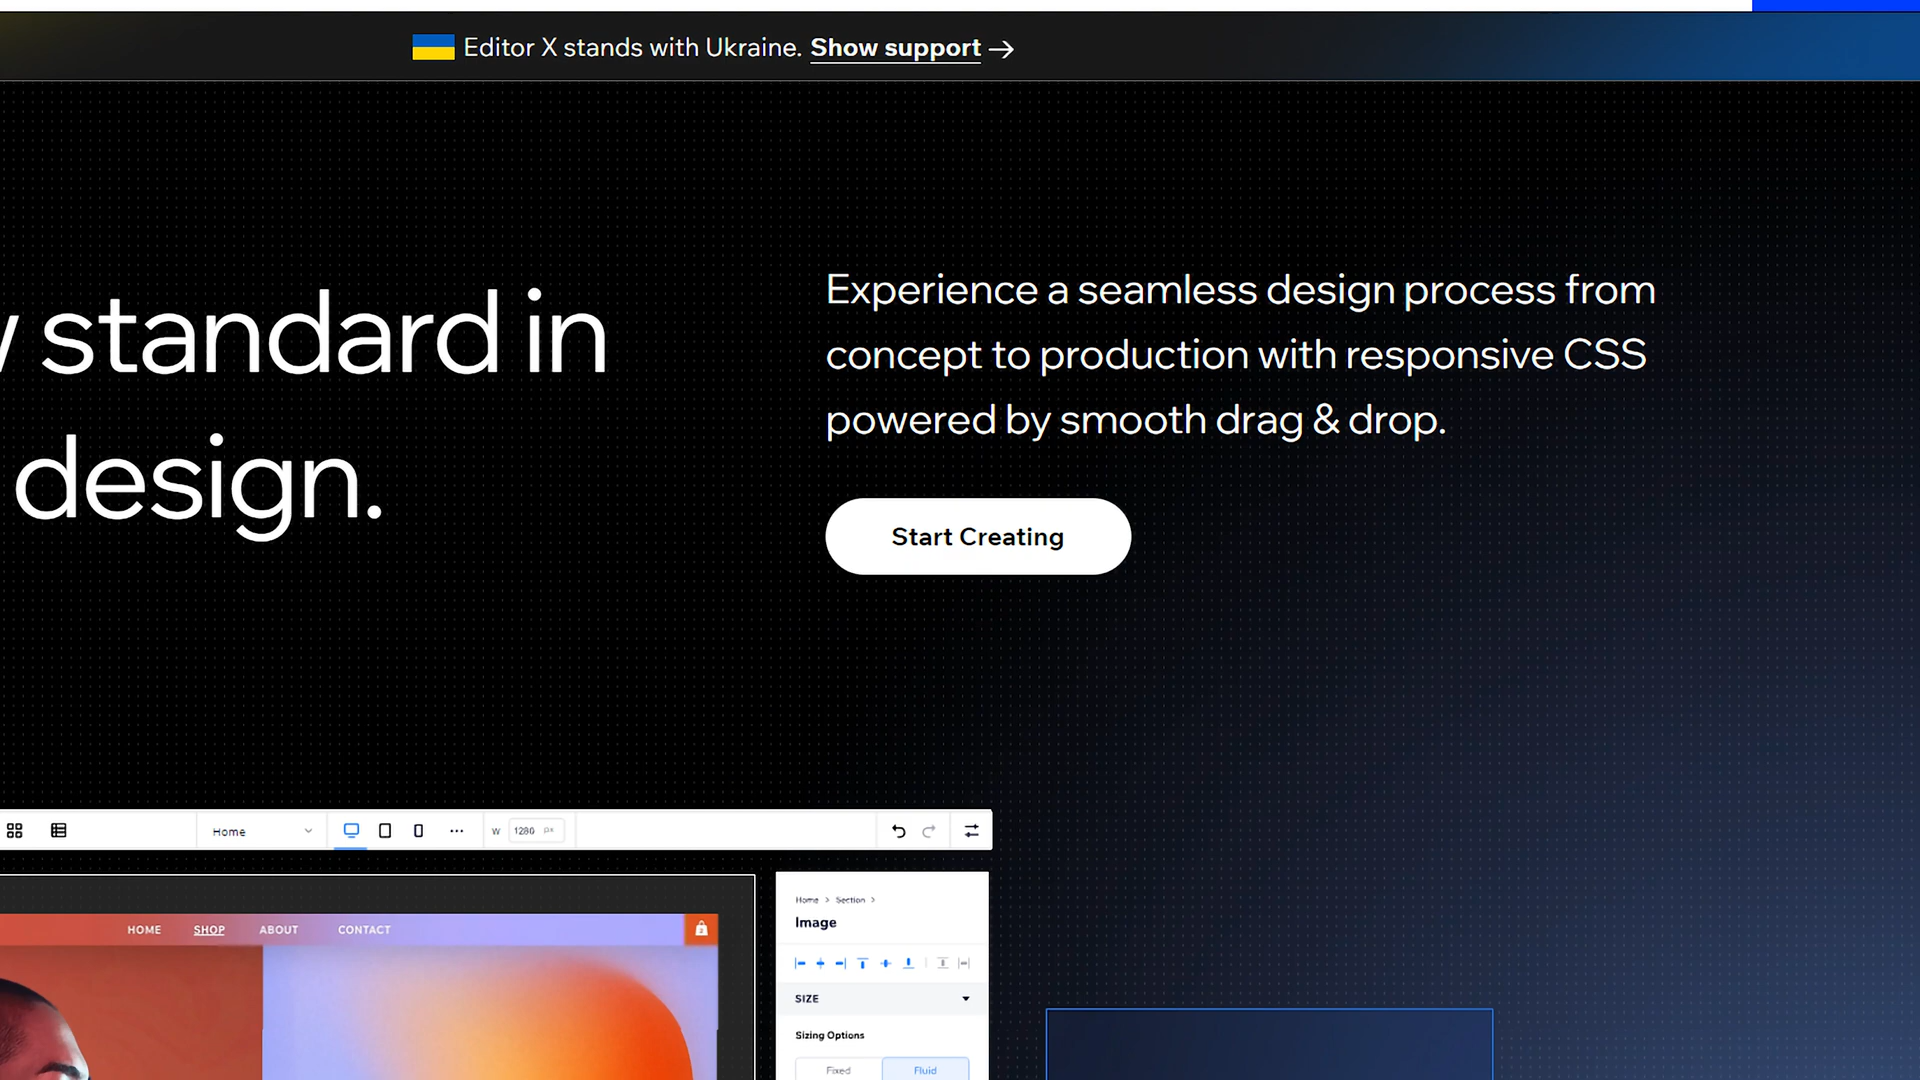 Editor X stands with Ukraine. Show support →
standard in
design.
Experience a seamless design process from
concept to production with responsive CSS
powered by smooth drag & drop.
Start Creating
Home
W 1280 px
HOME SHOP ABOUT CONTACT
2
Home > Section >
Image
SIZE
Sizing Options
Fixed Fluid